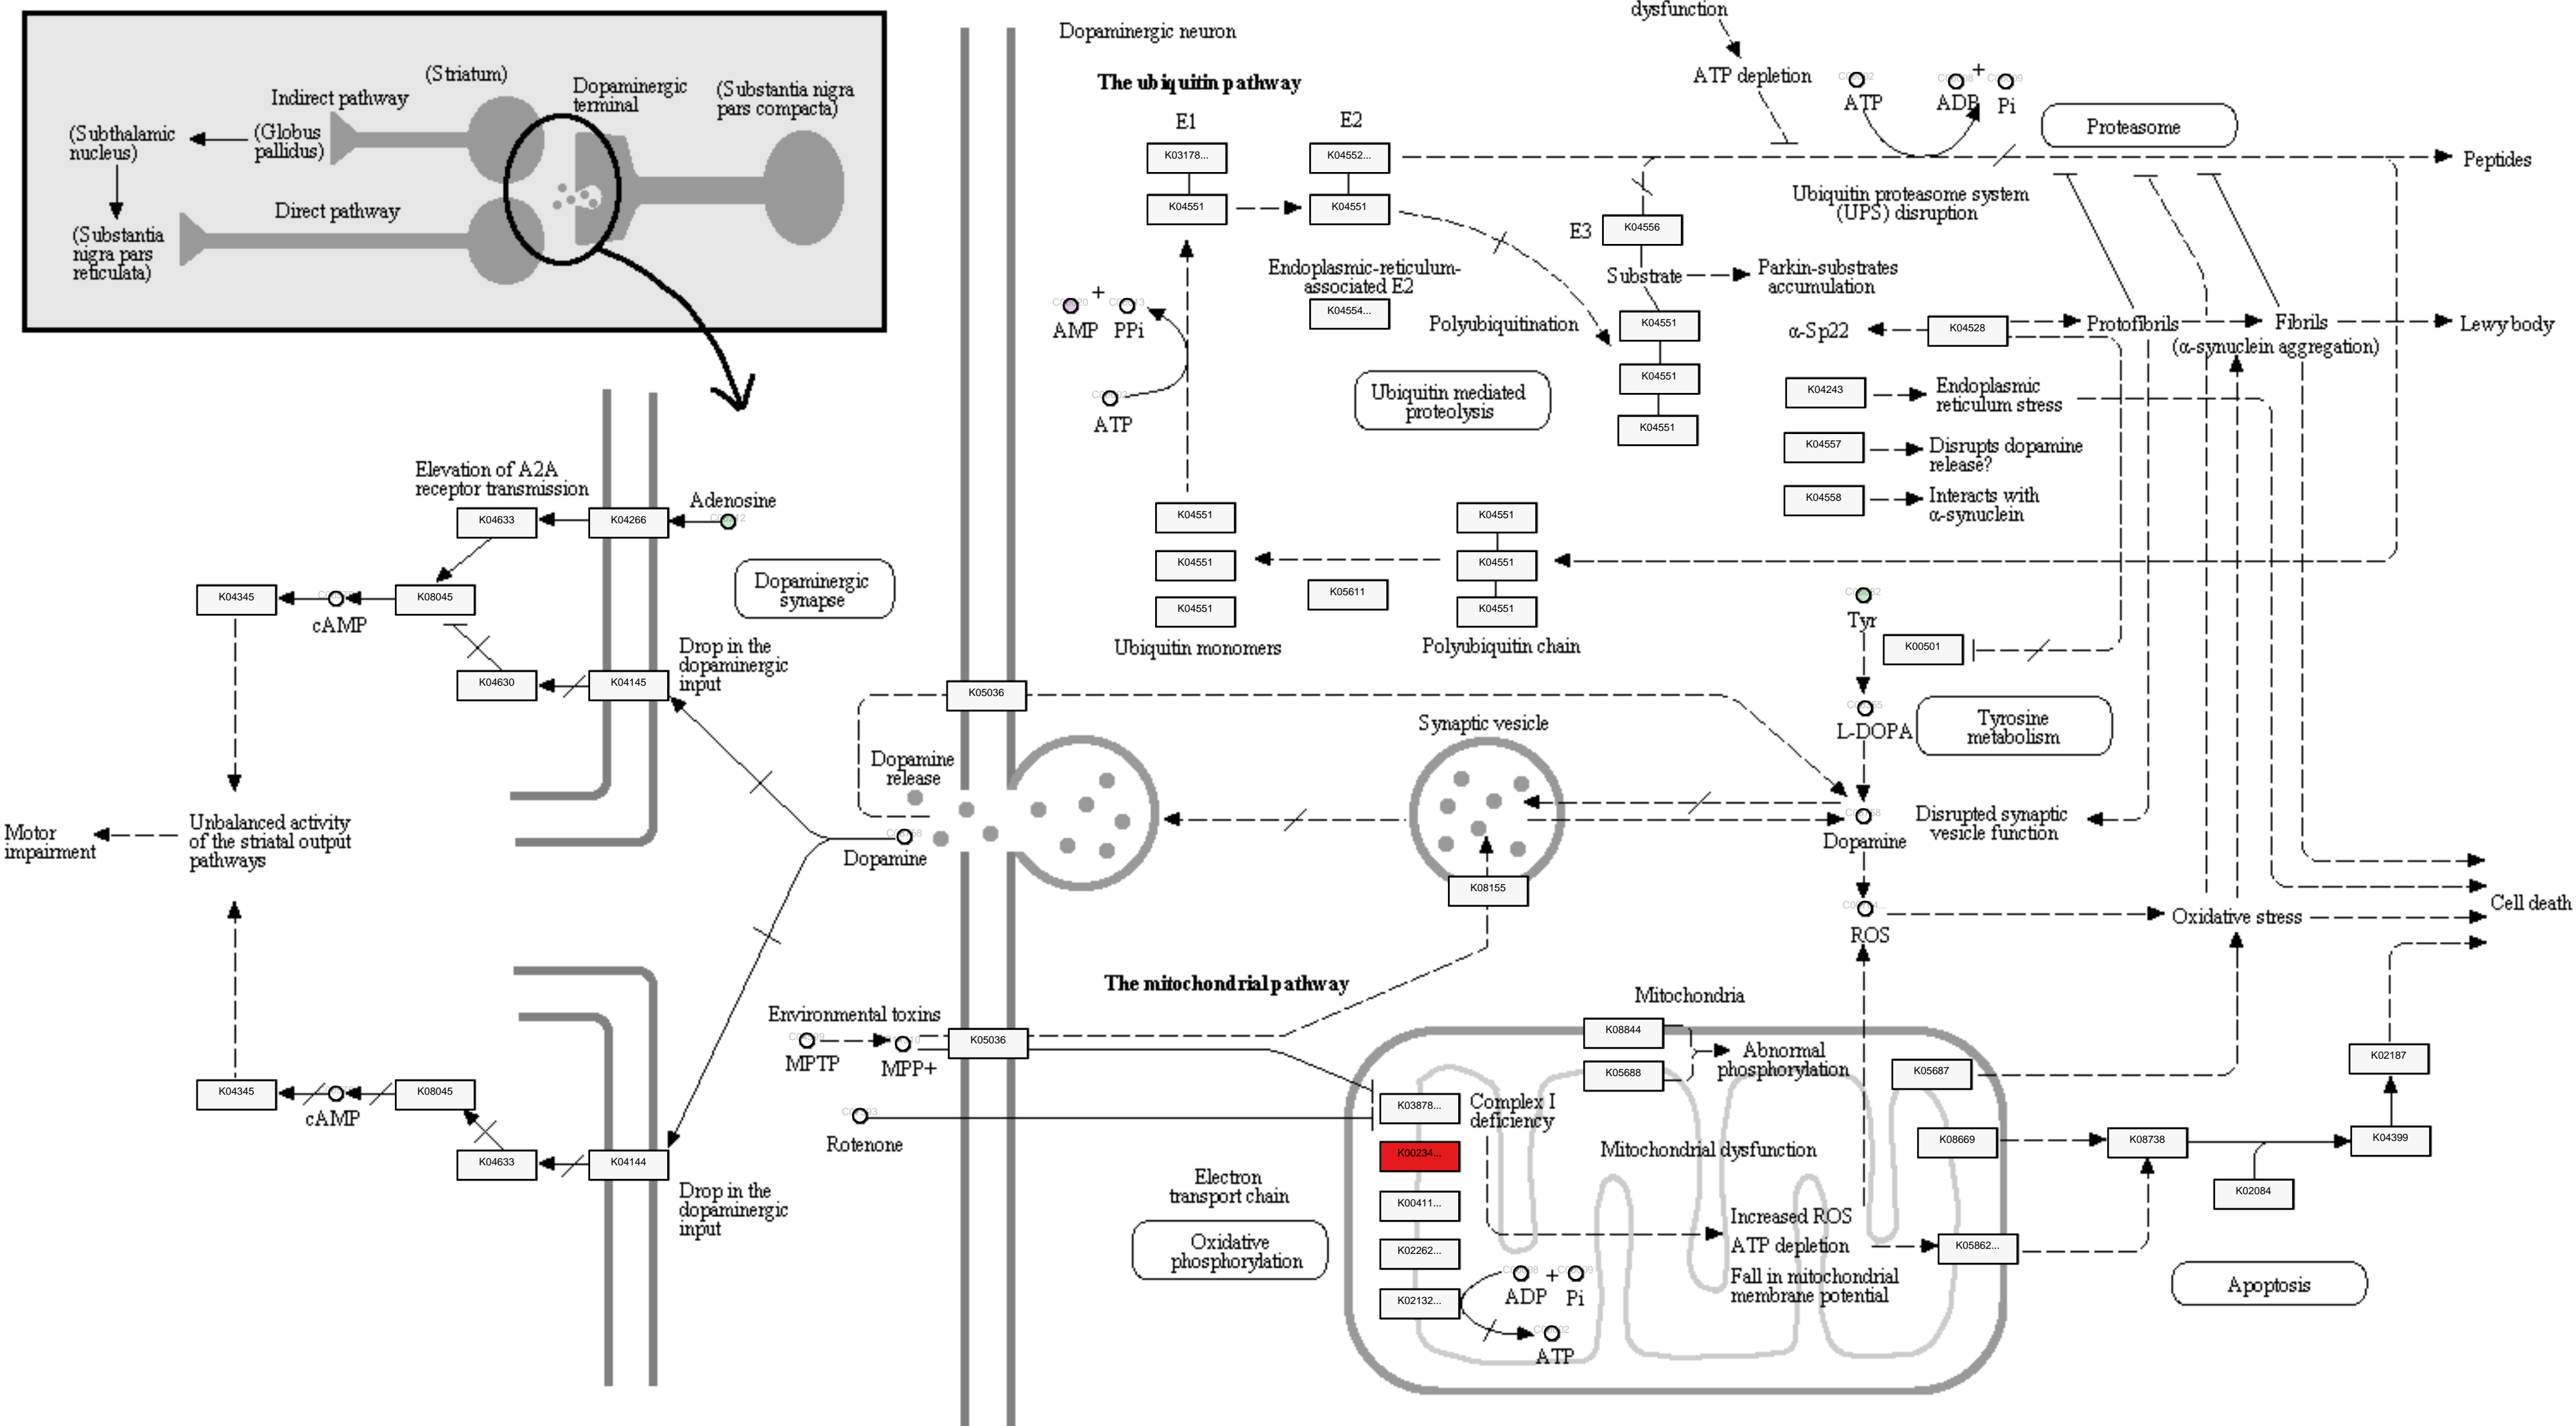 dysfunction
Dopaminergic neuron
The ubiquitin pathway
(Striatum)
Dopaminergic
terminal
(Substantia nigra
pars compacta)
Indirect pathway
(Subthalamic
nucleus)
(Globus
pallidus)
Direct pathway
(Substantia
nigra pars
reticulata)
ATP depletion
ATP
ADP
+
Pi
Proteasome
E1
E2
K03178...
K04552...
Peptides
K04551
K04551
Ubiquitin proteasome system
(UPS) disruption
E3
K04556
Endoplasmic-reticulum-
associated E2
K04554...
Substrate
Parkin-substrates
accumulation
+
AMP
PPi
ATP
Polyubiquitination
K04551
K04551
K04551
Ubiquitin mediated
proteolysis
α-Sp22
K04528
Protofibrils
Fibrils
Lewy body
(α-synuclein aggregation)
K04243
Endoplasmic
reticulum stress
K04557
Disrupts dopamine
release?
K04558
Interacts with
α-synuclein
Elevation of A2A
receptor transmission
Adenosine
K04633
K04266
K04345
cAMP
K08045
Dopaminergic
synapse
K04630
K04145
Drop in the
dopaminergic
input
K04551
K04551
K04551
Ubiquitin monomers
K05611
K04551
K04551
K04551
Polyubiquitin chain
Tyr
K00501
L-DOPA
Tyrosine
metabolism
K05036
Synaptic vesicle
Dopamine
release
Dopamine
K08155
Dopamine
Disrupted synaptic
vesicle function
Motor
impairment
Unbalanced activity
of the striatal output
pathways
ROS
Oxidative stress
Cell death
The mitochondrial pathway
Environmental toxins
MPTP
MPP+
K05036
Rotenone
Mitochondria
K08844
K05688
Abnormal
phosphorylation
K05687
K02187
K04345
cAMP
K08045
K04633
K04144
Drop in the
dopaminergic
input
K03878...
Complex I
deficiency
K00234...
Mitochondrial dysfunction
K00411...
K02262...
K02132...
Electron
transport chain
Oxidative
phosphorylation
ADP
+
Pi
ATP
Increased ROS
ATP depletion
Fall in mitochondrial
membrane potential
K08669
K08738
K04399
K02084
K05862...
Apoptosis